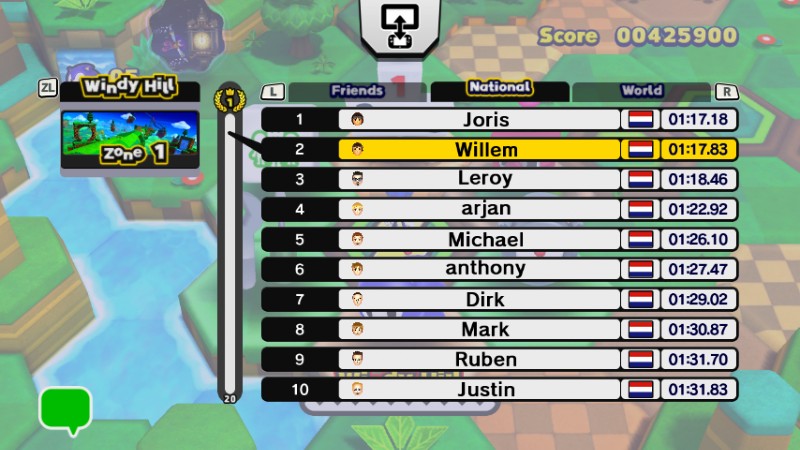 Score 00425900
ZL Windy Hill
Zone 1
1
L Friends National World R
1 Joris 01:17.18
2 Willem 01:17.83
3 Leroy 01:18.46
4 arjan 01:22.92
5 Michael 01:26.10
6 anthony 01:27.47
7 Dirk 01:29.02
8 Mark 01:30.87
9 Ruben 01:31.70
10 Justin 01:31.83
20